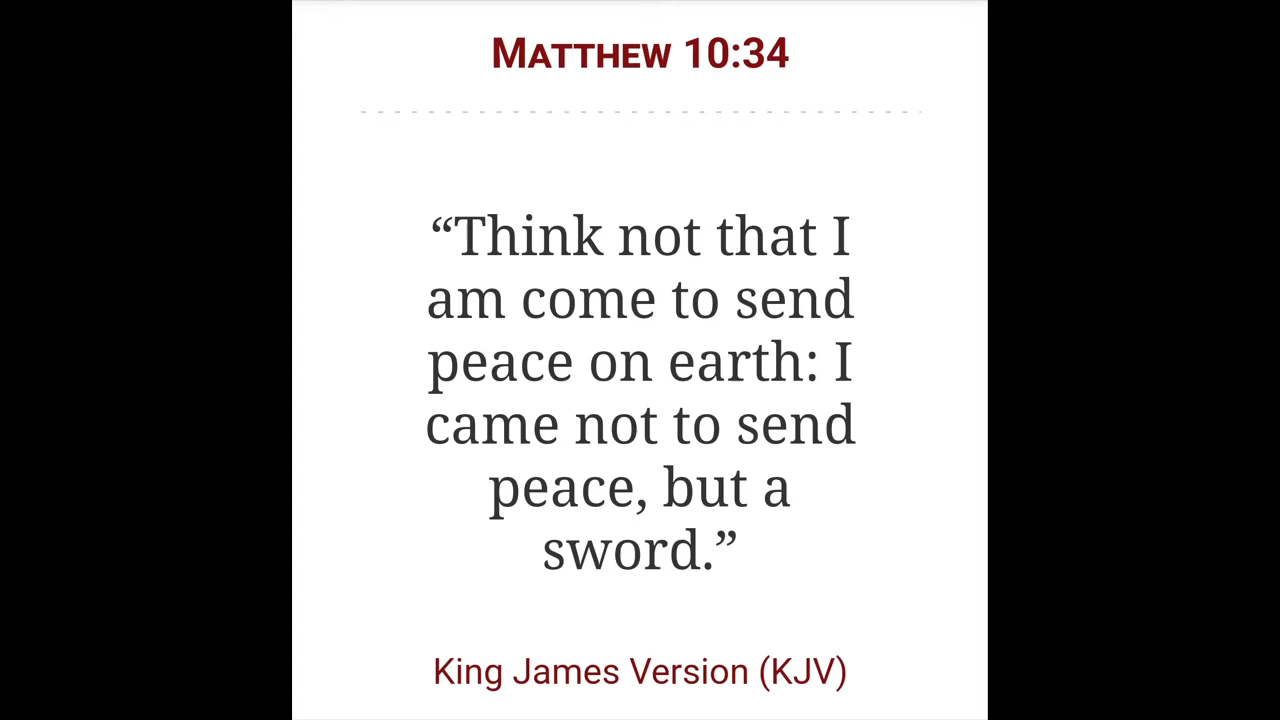 MATTHEW 10:34
“Think not that I
am come to send
peace on earth: I
came not to send
peace, but a
sword.”
King James Version (KJV)